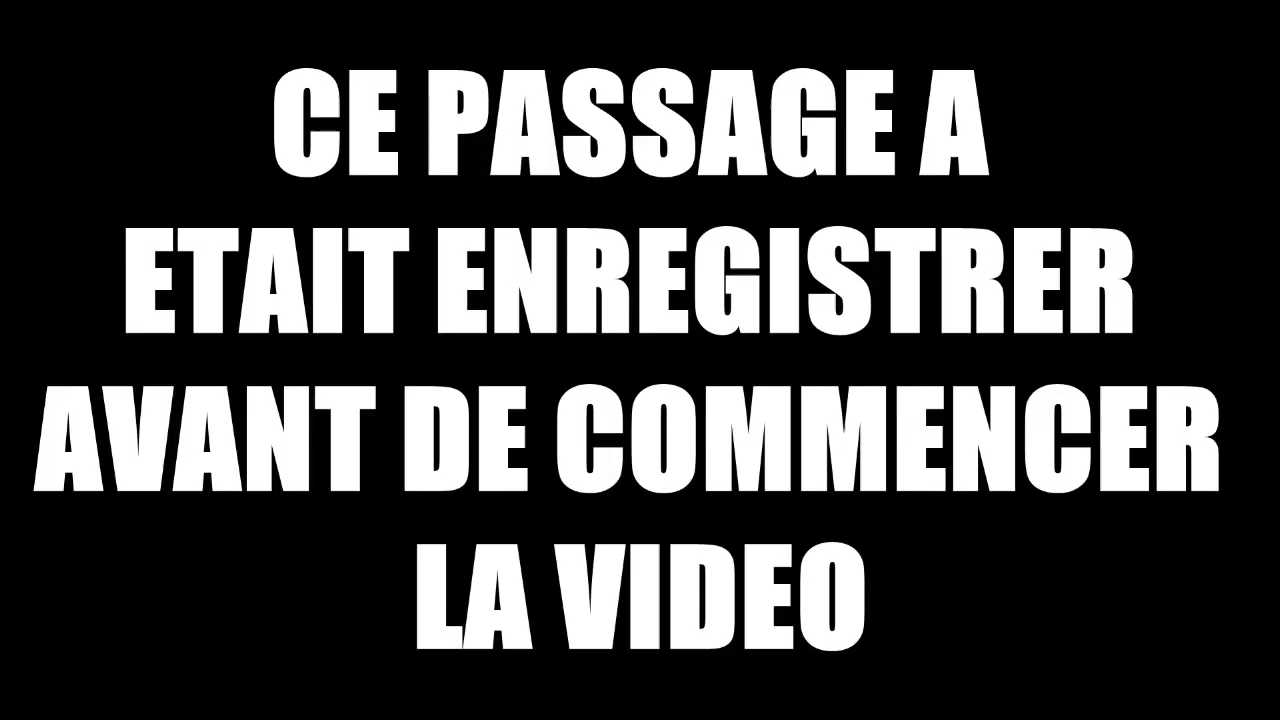 CE PASSAGE A
ETAIT ENREGISTRER
AVANT DE COMMENCER
LA VIDEO